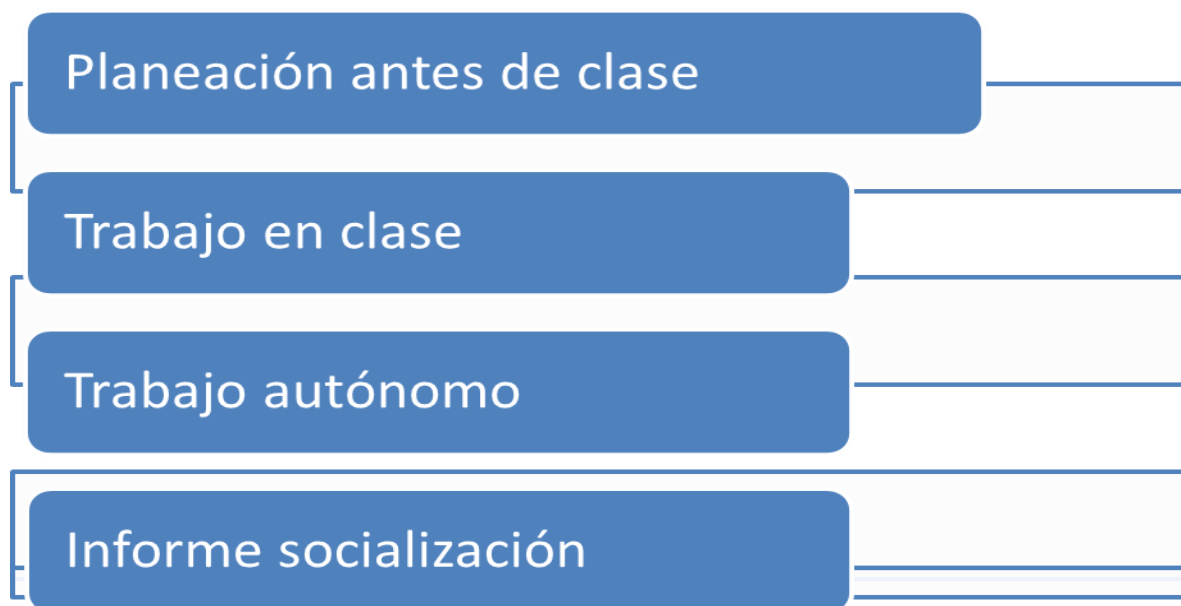 Planeación antes de clase
Trabajo en clase
Trabajo autónomo
Informe socialización